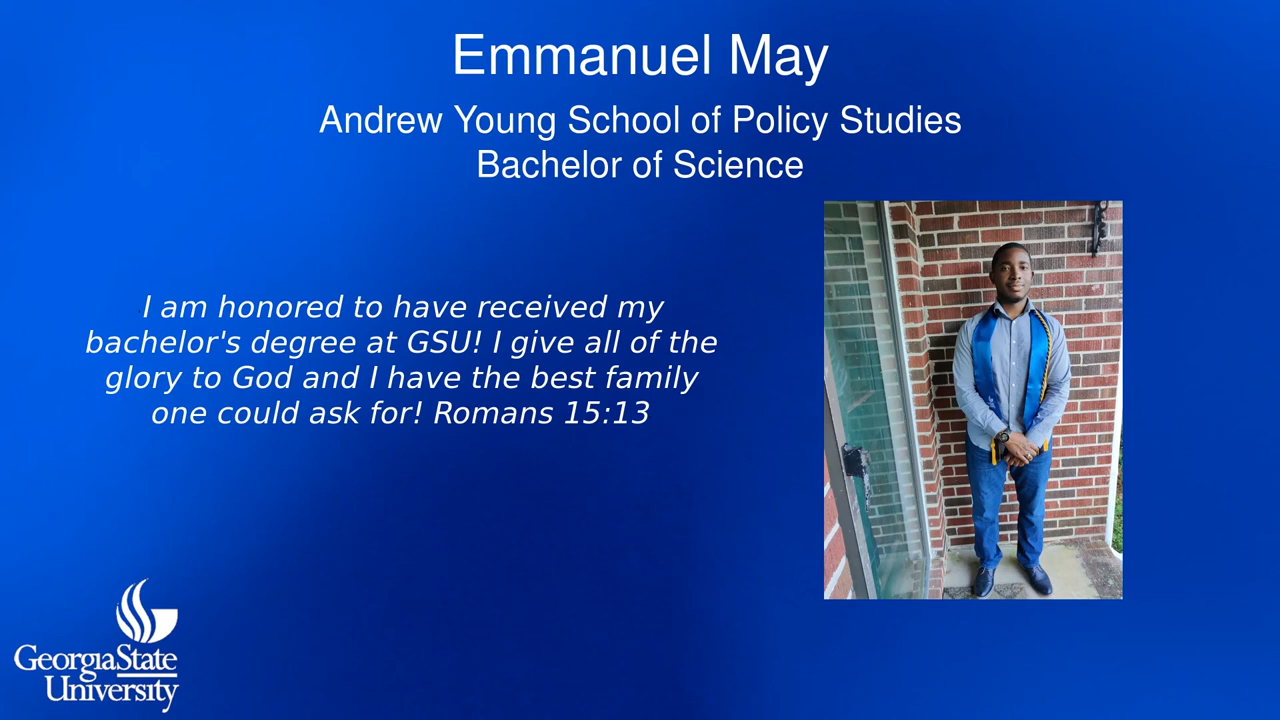 Emmanuel May
Andrew Young School of Policy Studies
Bachelor of Science
I am honored to have received my
bachelor's degree at GSU! I give all of the
glory to God and I have the best family
one could ask for! Romans 15:13
GeorgiaState
University